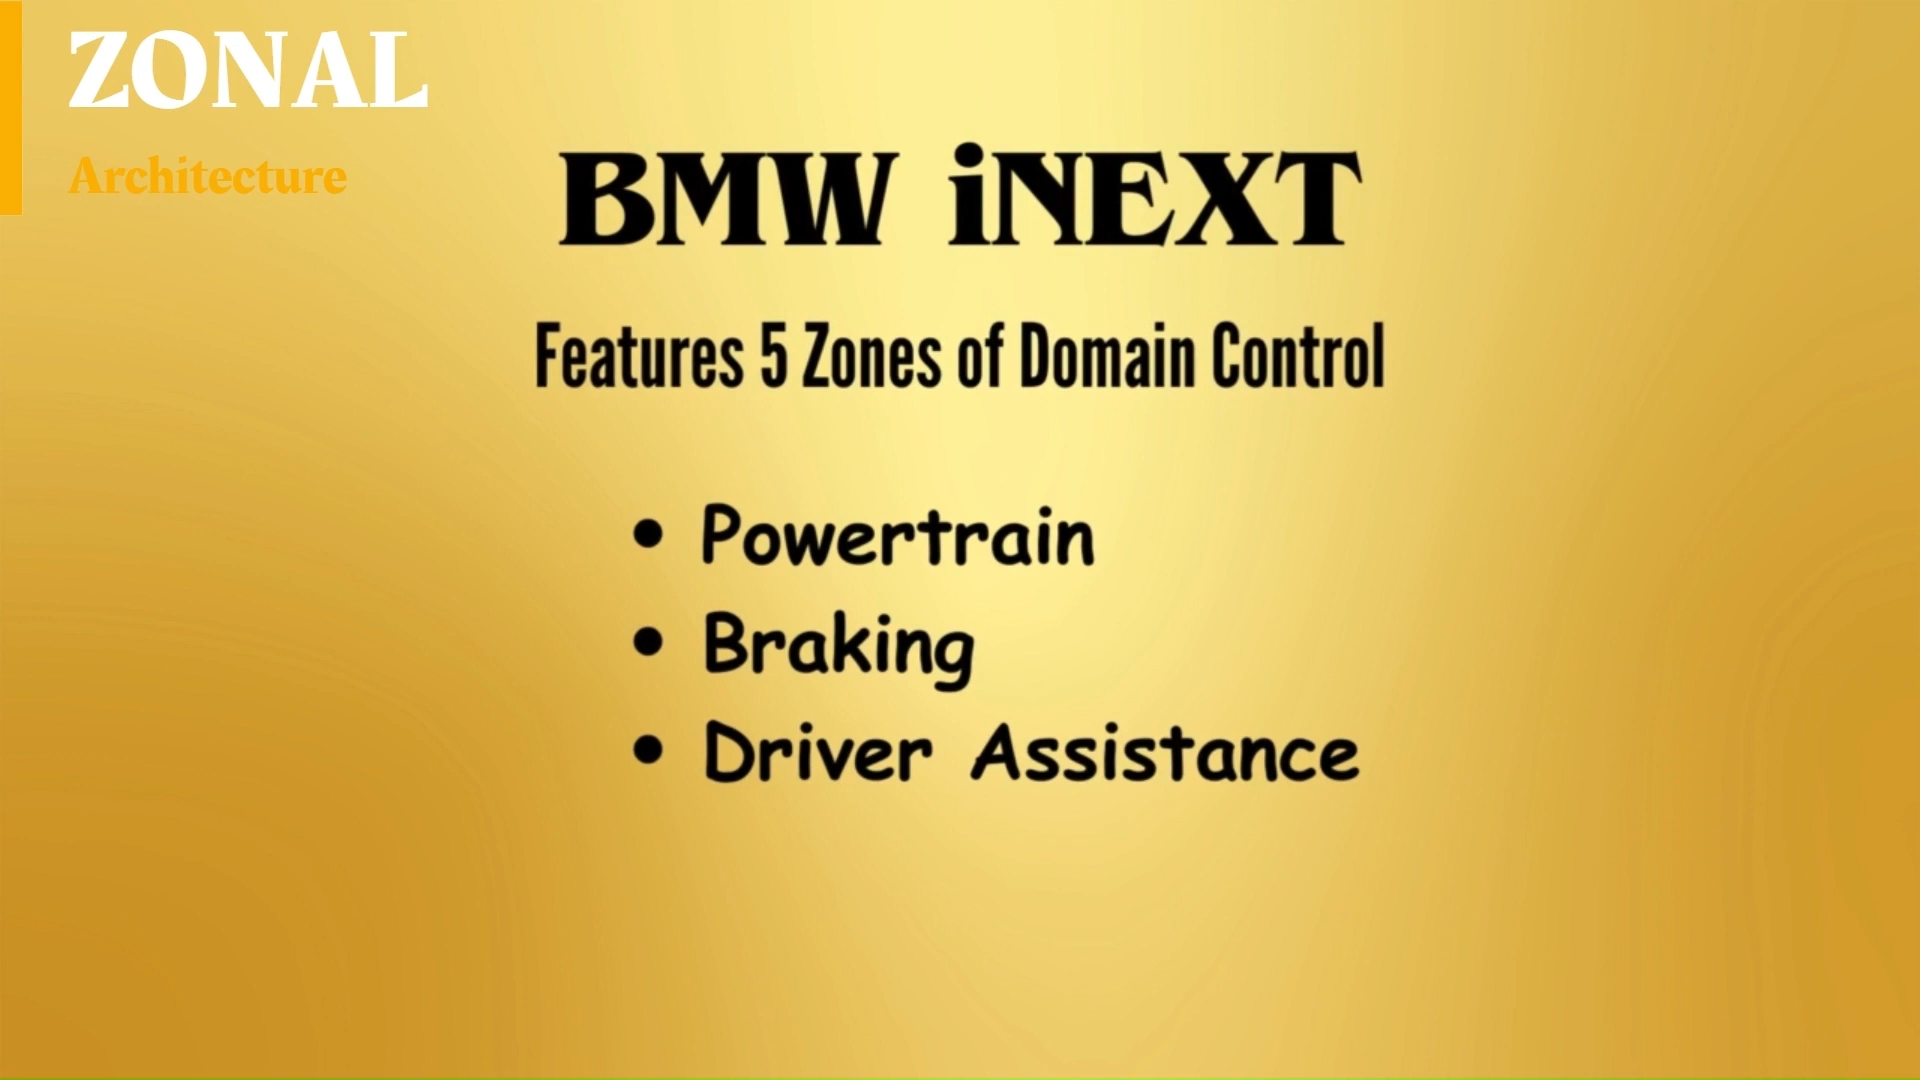 ZONAL
Architecture
BMW iNEXT
Features 5 Zones of Domain Control
• Powertrain
• Braking
• Driver Assistance